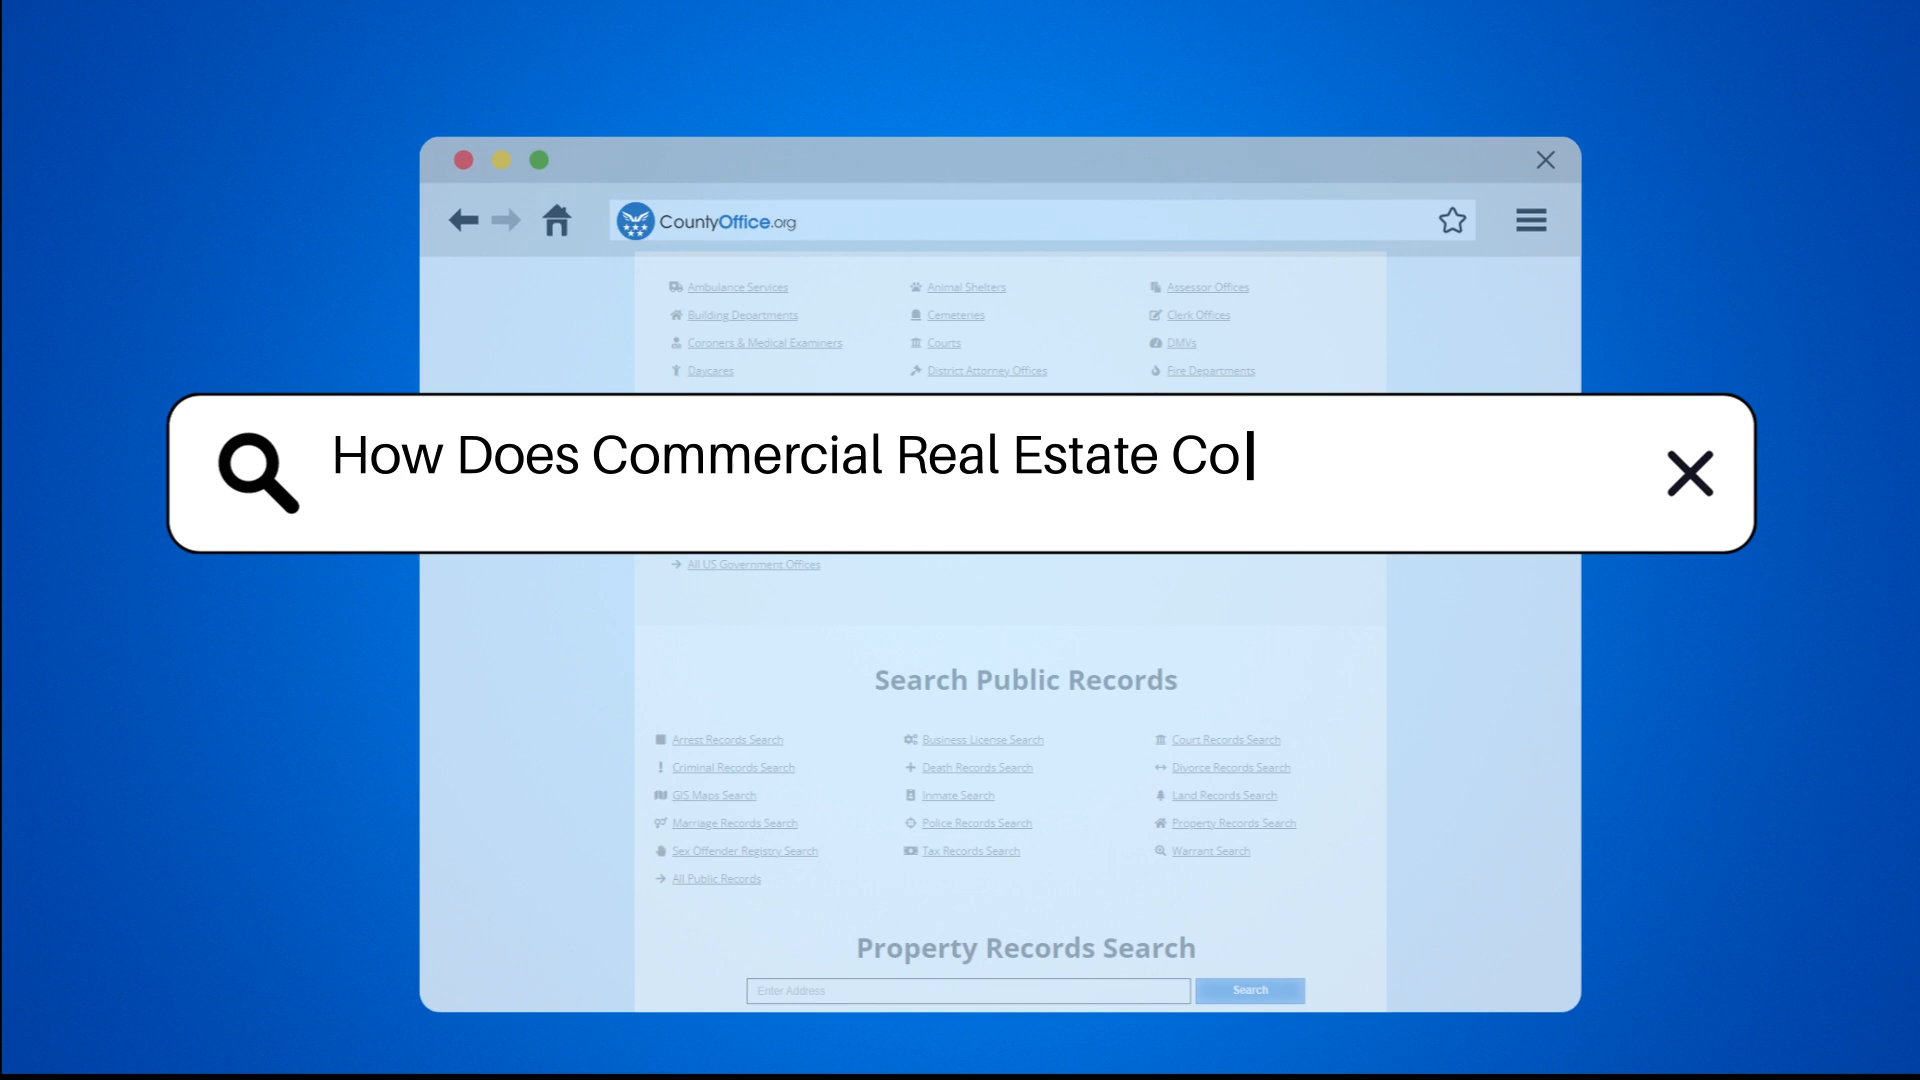 CountyOffice.org
Ambulance Services Animal Shelters Assessor Offices
Building Departments Cemeteries Clerk Offices
Coroners & Medical Examiners Courts DMVs
Daycares District Attorney Offices Fire Departments
How Does Commercial Real Estate Co
All US Government Offices
Search Public Records
Arrest Records Search Business License Search Court Records Search
Criminal Records Search Death Records Search Divorce Records Search
GIS Maps Search Inmate Search Land Records Search
Marriage Records Search Police Records Search Property Records Search
Sex Offender Registry Search Tax Records Search Warrant Search
All Public Records
Property Records Search
Enter Address Search